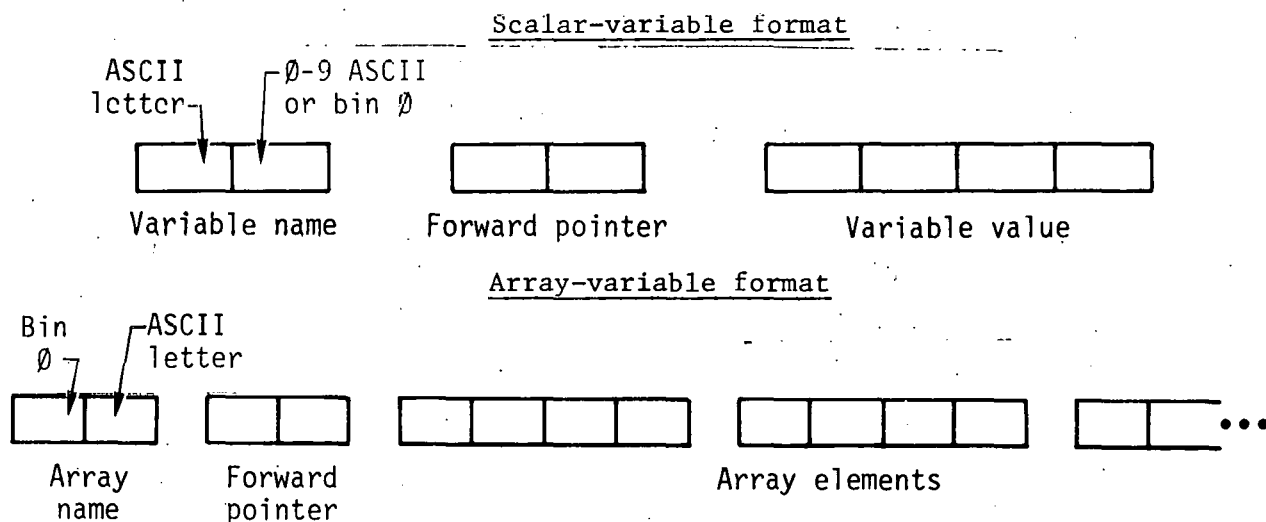 Scalar-variable format
ASCII
letter
Ø-9 ASCII
or bin Ø
Variable name
Forward pointer
Variable value
Array-variable format
Bin
Ø
ASCII
letter
Array
name
Forward
pointer
Array elements